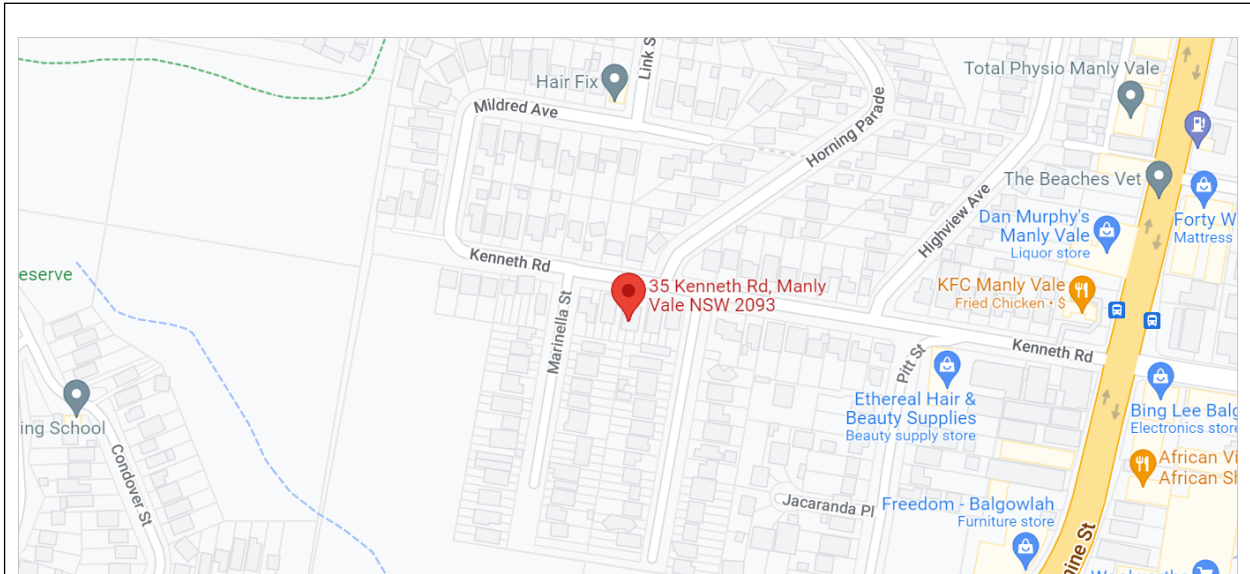 Hair Fix
Link S
Total Physio Manly Vale
Mildred Ave
Horning Parade
The Beaches Vet
Highview Ave
Dan Murphy's
Manly Vale
Liquor store
Forty W
Mattress
Kenneth Rd
eserve
35 Kenneth Rd, Manly
Vale NSW 2093
KFC Manly Vale
Fried Chicken • $
Marinella St
Pitt St
Kenneth Rd
Ethereal Hair &
Beauty Supplies
Beauty supply store
Bing Lee Balg
Electronics store
ing School
Condover St
African Vi
African Sh
Jacaranda Pl
Freedom - Balgowlah
Furniture store
hine St